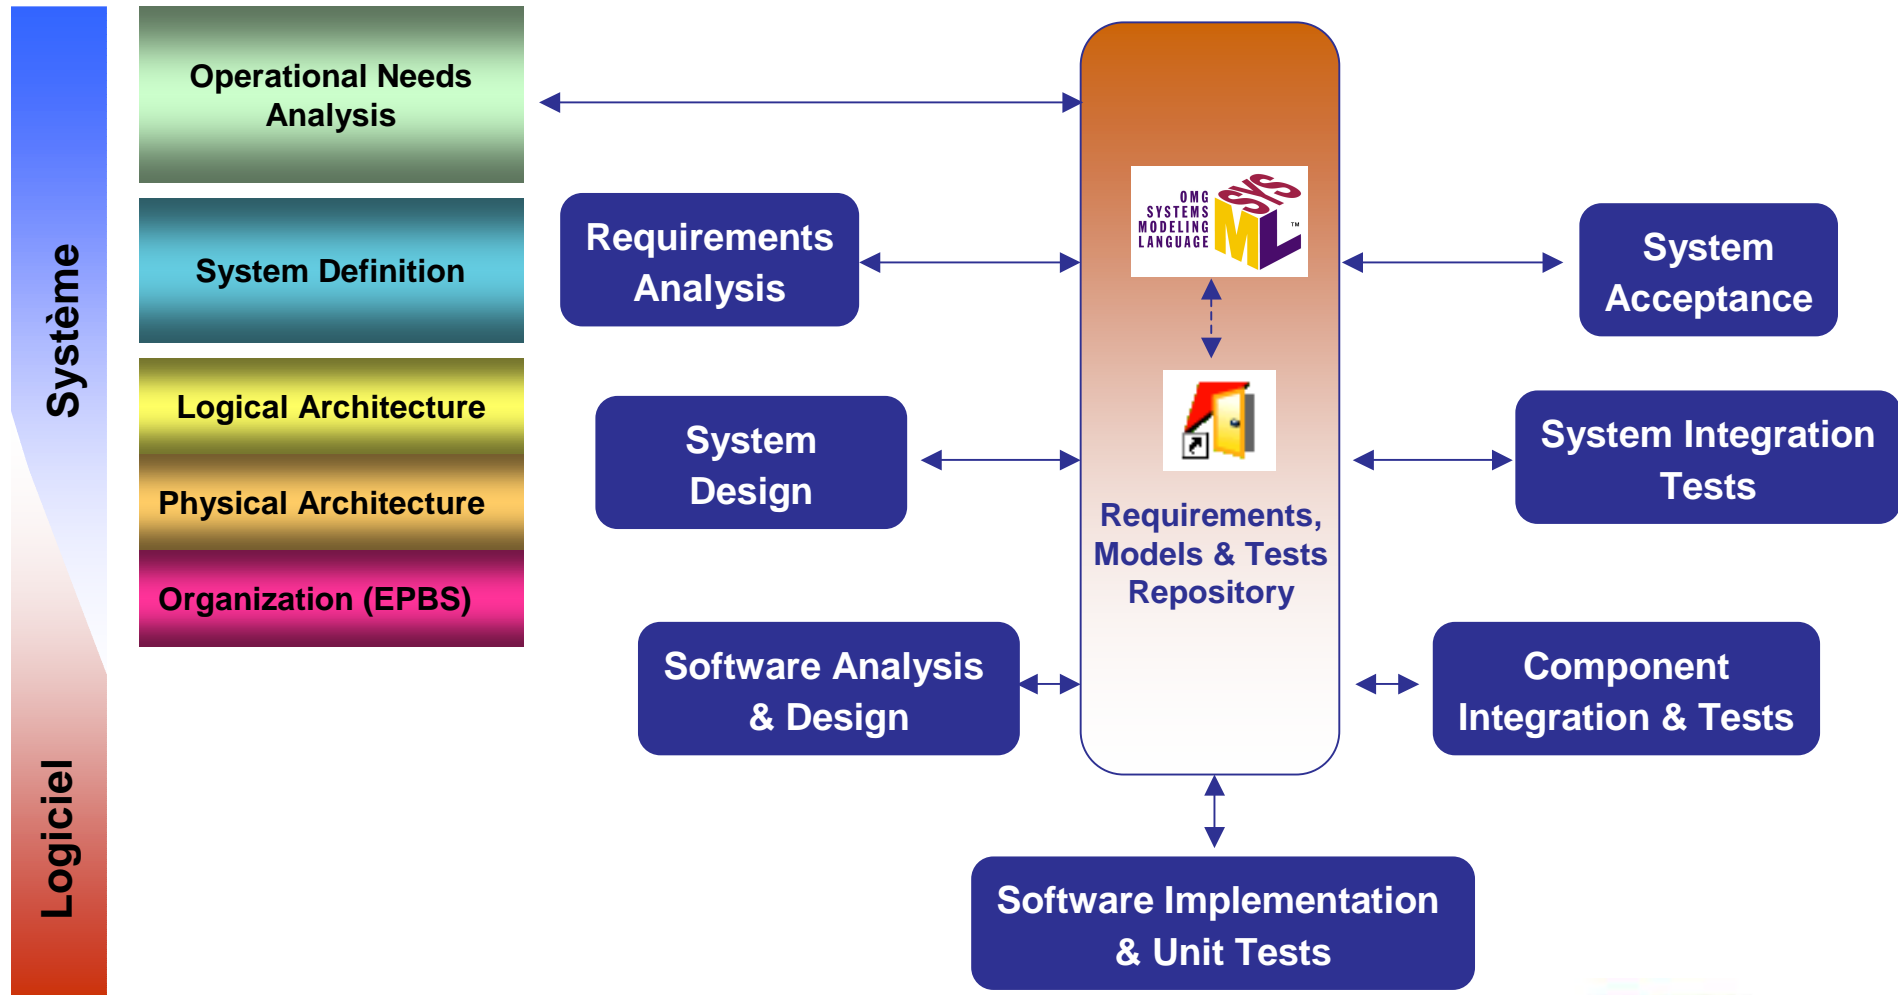 Système
Logiciel
Operational Needs
Analysis
System Definition
Logical Architecture
Physical Architecture
Organization (EPBS)
Requirements
Analysis
System
Design
Software Analysis
& Design
OMG
SYSTEMS
MODELING
LANGUAGE
SYS
ML™
Requirements,
Models & Tests
Repository
System
Acceptance
System Integration
Tests
Component
Integration & Tests
Software Implementation
& Unit Tests